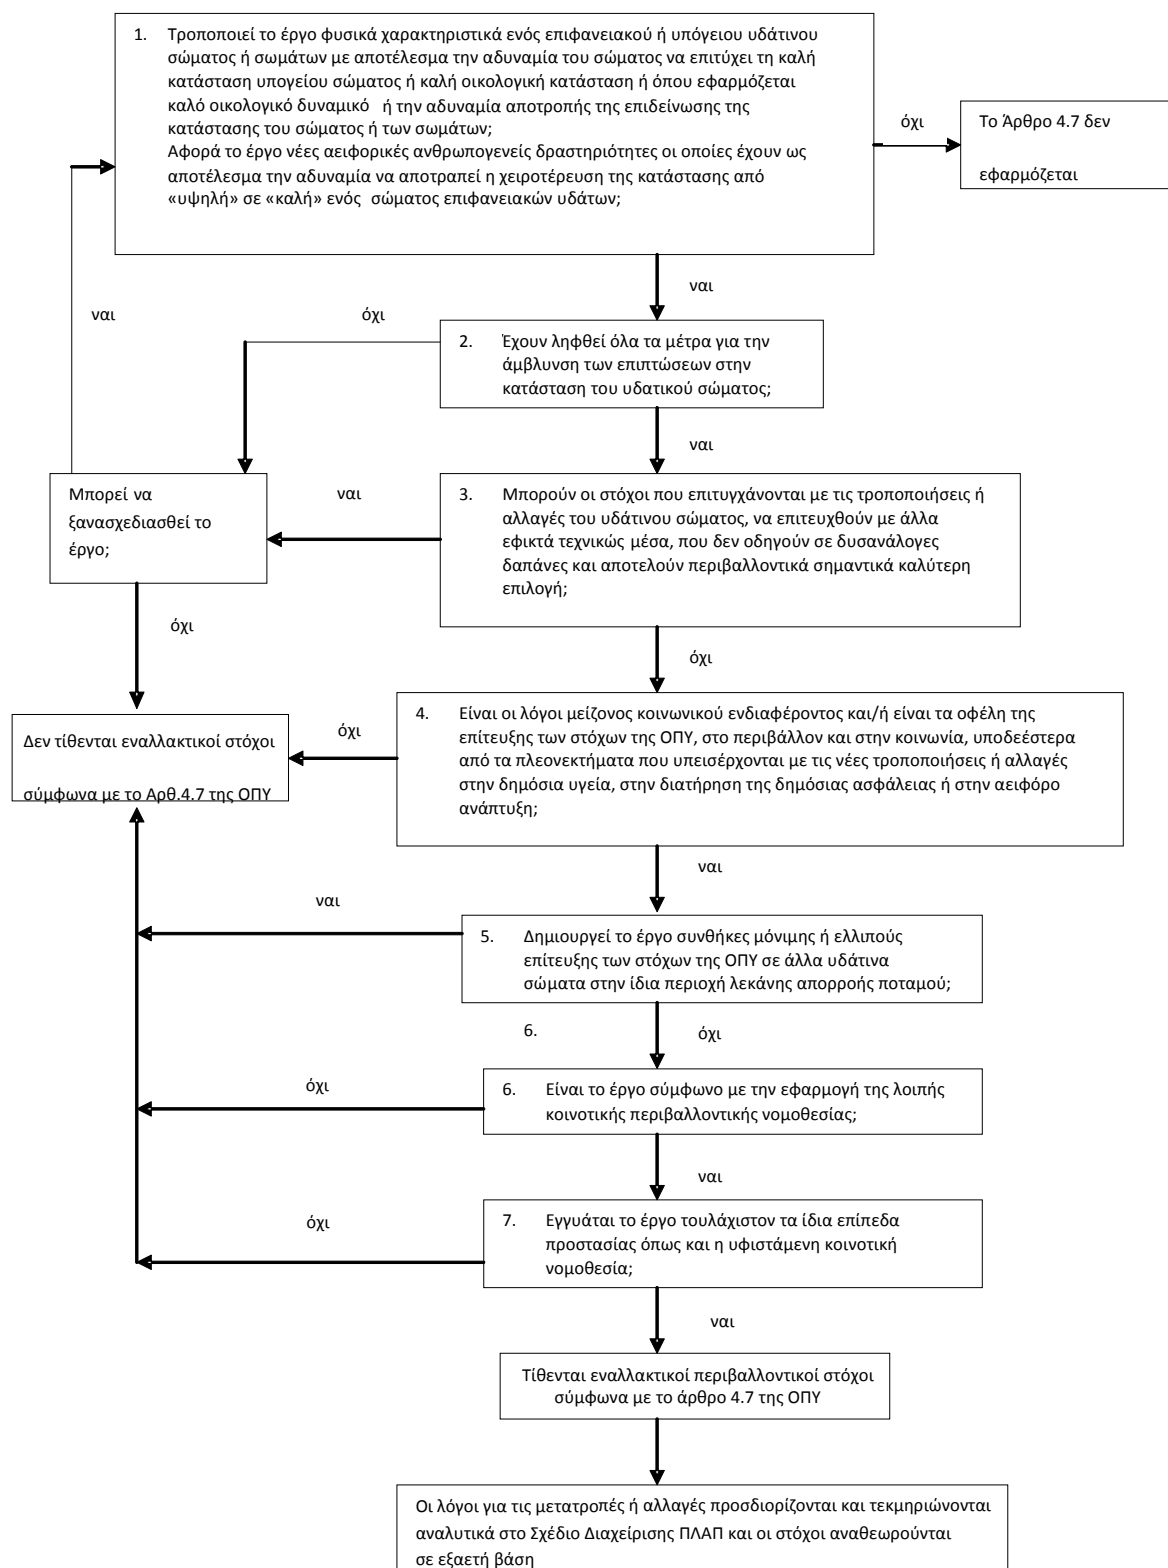 1. Τροποποιεί το έργο φυσικά χαρακτηριστικά ενός επιφανειακού ή υπόγειου υδάτινου
σώματος ή σωμάτων με αποτέλεσμα την αδυναμία του σώματος να επιτύχει τη καλή
κατάσταση υπογείου σώματος ή καλή οικολογική κατάσταση ή όπου εφαρμόζεται
καλό οικολογικό δυναμικό ή την αδυναμία αποτροπής της επιδείνωσης της
κατάστασης του σώματος ή των σωμάτων;
Αφορά το έργο νέες αειφορικές ανθρωπογενείς δραστηριότητες οι οποίες έχουν ως
αποτέλεσμα την αδυναμία να αποτραπεί η χειροτέρευση της κατάστασης από
«υψηλή» σε «καλή» ενός σώματος επιφανειακών υδάτων;
όχι
Το Άρθρο 4.7 δεν
εφαρμόζεται
ναι
ναι
όχι
2. Έχουν ληφθεί όλα τα μέτρα για την
άμβλυνση των επιπτώσεων στην
κατάσταση του υδατικού σώματος;
ναι
Μπορεί να
ξανασχεδιασθεί το
έργο;
ναι
3. Μπορούν οι στόχοι που επιτυγχάνονται με τις τροποποιήσεις ή
αλλαγές του υδάτινου σώματος, να επιτευχθούν με άλλα
εφικτά τεχνικώς μέσα, που δεν οδηγούν σε δυσανάλογες
δαπάνες και αποτελούν περιβαλλοντικά σημαντικά καλύτερη
επιλογή;
όχι
όχι
Δεν τίθενται εναλλακτικοί στόχοι
σύμφωνα με το Αρθ.4.7 της ΟΠΥ
όχι
4. Είναι οι λόγοι μείζονος κοινωνικού ενδιαφέροντος και/ή είναι τα οφέλη της
επίτευξης των στόχων της ΟΠΥ, στο περιβάλλον και στην κοινωνία, υποδεέστερα
από τα πλεονεκτήματα που υπεισέρχονται με τις νέες τροποποιήσεις ή αλλαγές
στην δημόσια υγεία, στην διατήρηση της δημόσιας ασφάλειας ή στην αειφόρο
ανάπτυξη;
ναι
ναι
5. Δημιουργεί το έργο συνθήκες μόνιμης ή ελλιπούς
επίτευξης των στόχων της ΟΠΥ σε άλλα υδάτινα
σώματα στην ίδια περιοχή λεκάνης απορροής ποταμού;
6.
όχι
όχι
6. Είναι το έργο σύμφωνο με την εφαρμογή της λοιπής
κοινοτικής περιβαλλοντικής νομοθεσίας;
ναι
όχι
7. Εγγυάται το έργο τουλάχιστον τα ίδια επίπεδα
προστασίας όπως και η υφιστάμενη κοινοτική
νομοθεσία;
ναι
Τίθενται εναλλακτικοί περιβαλλοντικοί στόχοι
σύμφωνα με το άρθρο 4.7 της ΟΠΥ
Οι λόγοι για τις μετατροπές ή αλλαγές προσδιορίζονται και τεκμηριώνονται
αναλυτικά στο Σχέδιο Διαχείρισης ΠΛΑΠ και οι στόχοι αναθεωρούνται
σε εξαετή βάση